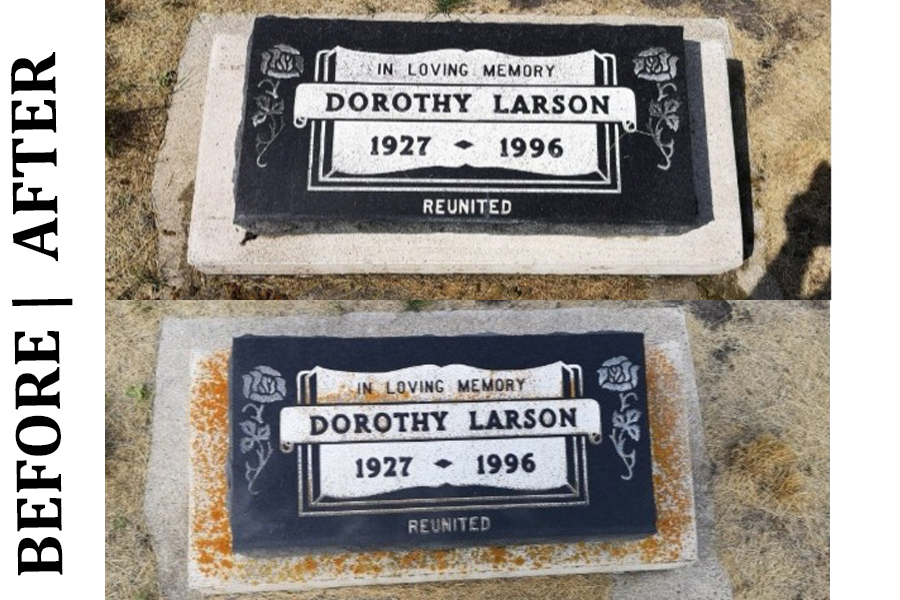 BEFORE | AFTER
IN LOVING MEMORY
DOROTHY LARSON
1927 ◆ 1996
REUNITED
IN LOVING MEMORY
DOROTHY LARSON
1927 ◆ 1996
REUNITED